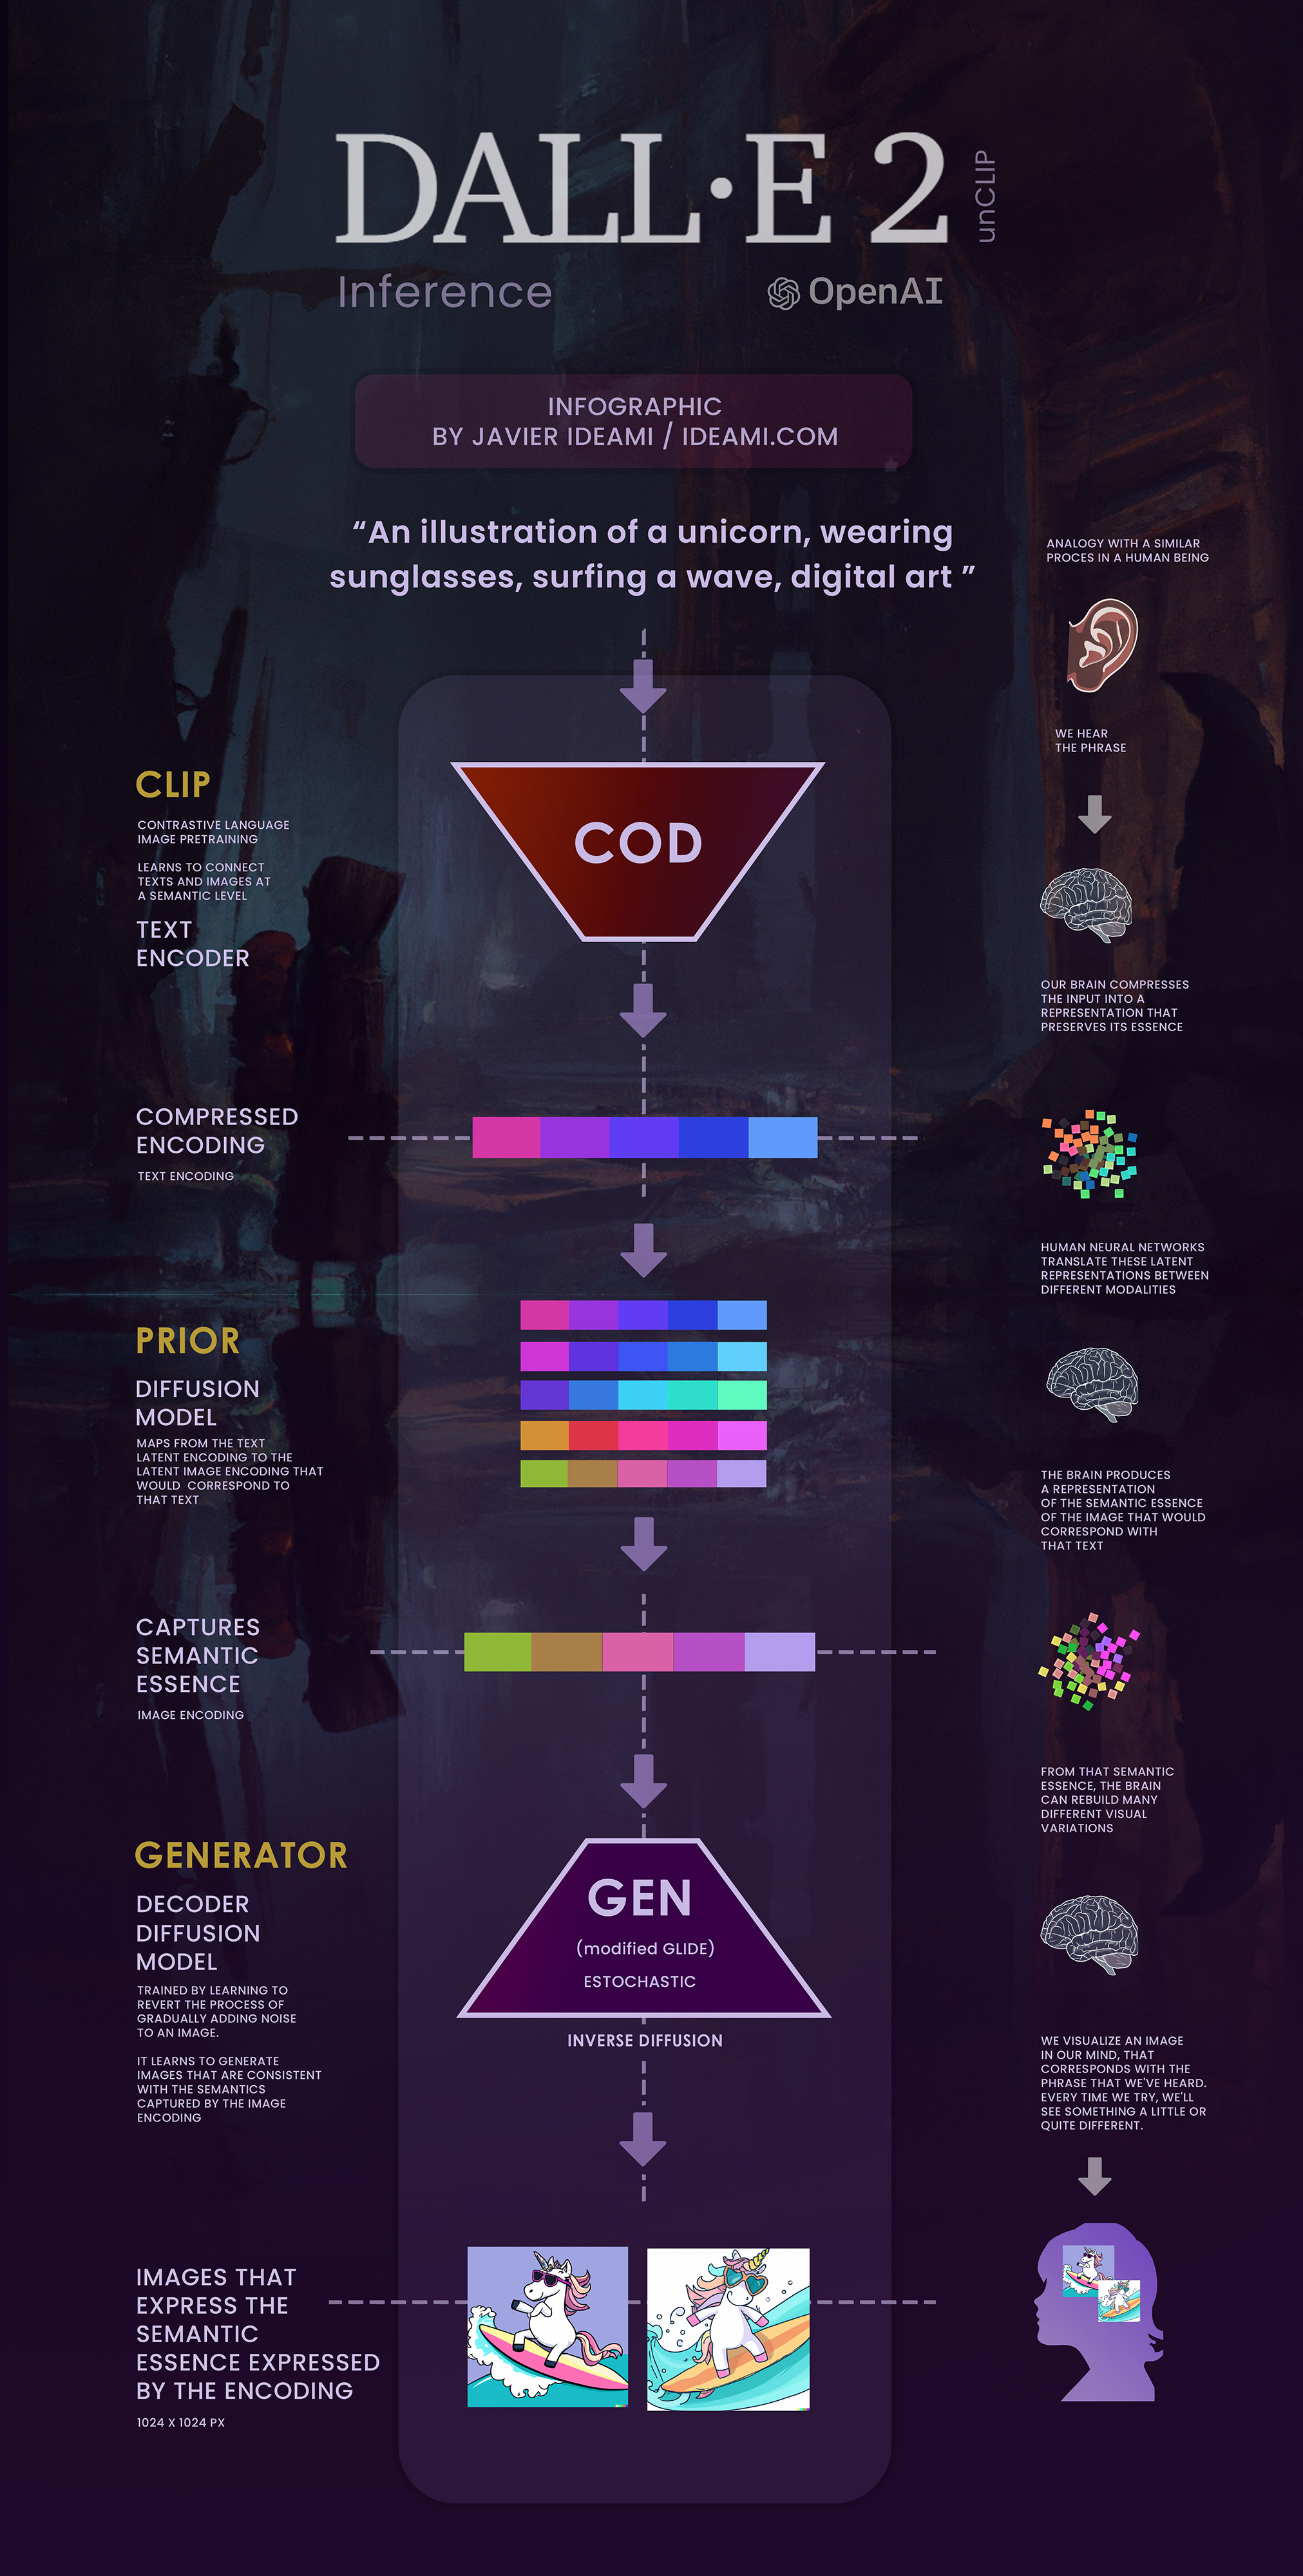 DALL·E 2
unCLIP
Inference
OpenAI
INFOGRAPHIC
BY JAVIER IDEAMI / IDEAMI.COM
“An illustration of a unicorn, wearing
sunglasses, surfing a wave, digital art ”
ANALOGY WITH A SIMILAR
PROCES IN A HUMAN BEING
WE HEAR
THE PHRASE
CLIP
CONTRASTIVE LANGUAGE
IMAGE PRETRAINING
LEARNS TO CONNECT
TEXTS AND IMAGES AT
A SEMANTIC LEVEL
TEXT
ENCODER
COD
OUR BRAIN COMPRESSES
THE INPUT INTO A
REPRESENTATION THAT
PRESERVES ITS ESSENCE
COMPRESSED
ENCODING
TEXT ENCODING
HUMAN NEURAL NETWORKS
TRANSLATE THESE LATENT
REPRESENTATIONS BETWEEN
DIFFERENT MODALITIES
PRIOR
DIFFUSION
MODEL
MAPS FROM THE TEXT
LATENT ENCODING TO THE
LATENT IMAGE ENCODING THAT
WOULD CORRESPOND TO
THAT TEXT
THE BRAIN PRODUCES
A REPRESENTATION
OF THE SEMANTIC ESSENCE
OF THE IMAGE THAT WOULD
CORRESPOND WITH
THAT TEXT
CAPTURES
SEMANTIC
ESSENCE
IMAGE ENCODING
FROM THAT SEMANTIC
ESSENCE, THE BRAIN
CAN REBUILD MANY
DIFFERENT VISUAL
VARIATIONS
GENERATOR
DECODER
DIFFUSION
MODEL
TRAINED BY LEARNING TO
REVERT THE PROCESS OF
GRADUALLY ADDING NOISE
TO AN IMAGE.
IT LEARNS TO GENERATE
IMAGES THAT ARE CONSISTENT
WITH THE SEMANTICS
CAPTURED BY THE IMAGE
ENCODING
GEN
(modified GLIDE)
ESTOCHASTIC
INVERSE DIFFUSION
WE VISUALIZE AN IMAGE
IN OUR MIND, THAT
CORRESPONDS WITH THE
PHRASE THAT WE'VE HEARD.
EVERY TIME WE TRY, WE'LL
SEE SOMETHING A LITTLE OR
QUITE DIFFERENT.
IMAGES THAT
EXPRESS THE
SEMANTIC
ESSENCE EXPRESSED
BY THE ENCODING
1024 X 1024 PX